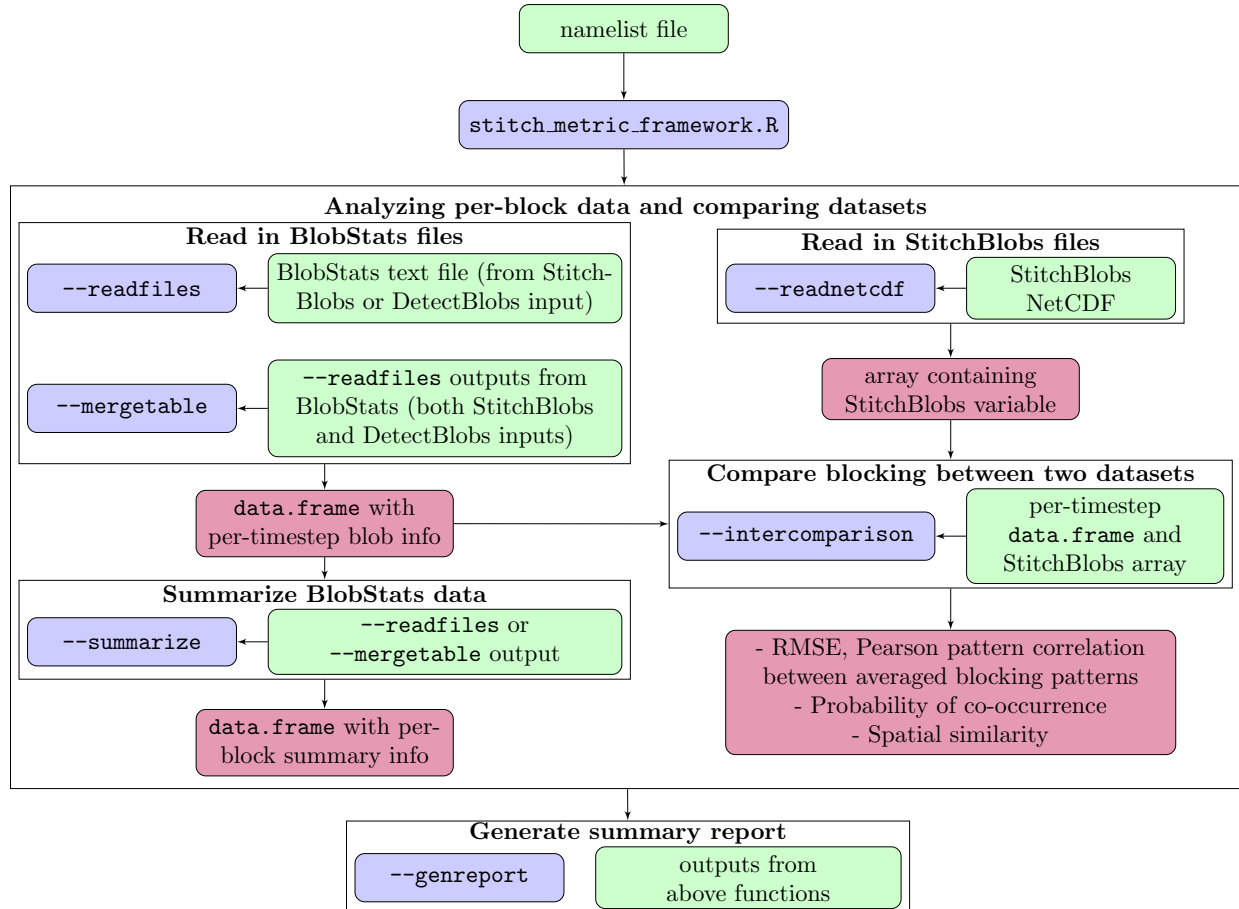 namelist file
stitch_metric_framework.R
Analyzing per-block data and comparing datasets
Read in BlobStats files
--readfiles
BlobStats text file (from Stitch-
Blobs or DetectBlobs input)
--mergetable
--readfiles outputs from
BlobStats (both StitchBlobs
and DetectBlobs inputs)
data.frame with
per-timestep blob info
Summarize BlobStats data
--summarize
--readfiles or
--mergetable output
data.frame with per-
block summary info
Read in StitchBlobs files
--readnetcdf
StitchBlobs
NetCDF
array containing
StitchBlobs variable
Compare blocking between two datasets
--intercomparison
per-timestep
data.frame and
StitchBlobs array
- RMSE, Pearson pattern correlation
between averaged blocking patterns
- Probability of co-occurrence
- Spatial similarity
Generate summary report
--genreport
outputs from
above functions